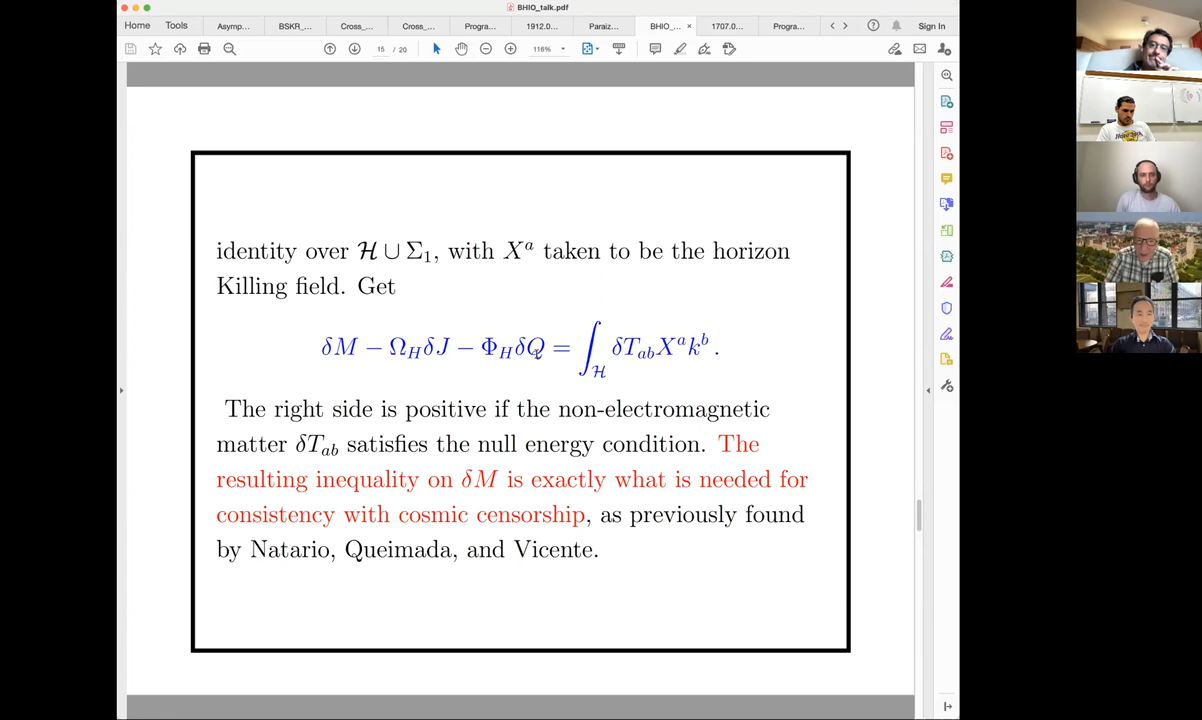 BHIO_talk.pdf
Home Tools Asymp... BSKR_... Cross_... Cross_... Progra... 1912.0... Paraiz... BHIO_... × 1707.0... Progra... Sign In
15 / 20 116%
identity over ℋ ∪ Σ₁, with Xᵃ taken to be the horizon
Killing field. Get
δM − Ω_H δJ − Φ_H δQ = ∫_ℋ δT_{ab} Xᵃ kᵇ .
The right side is positive if the non-electromagnetic
matter δT_{ab} satisfies the null energy condition. The
resulting inequality on δM is exactly what is needed for
consistency with cosmic censorship, as previously found
by Natario, Queimada, and Vicente.